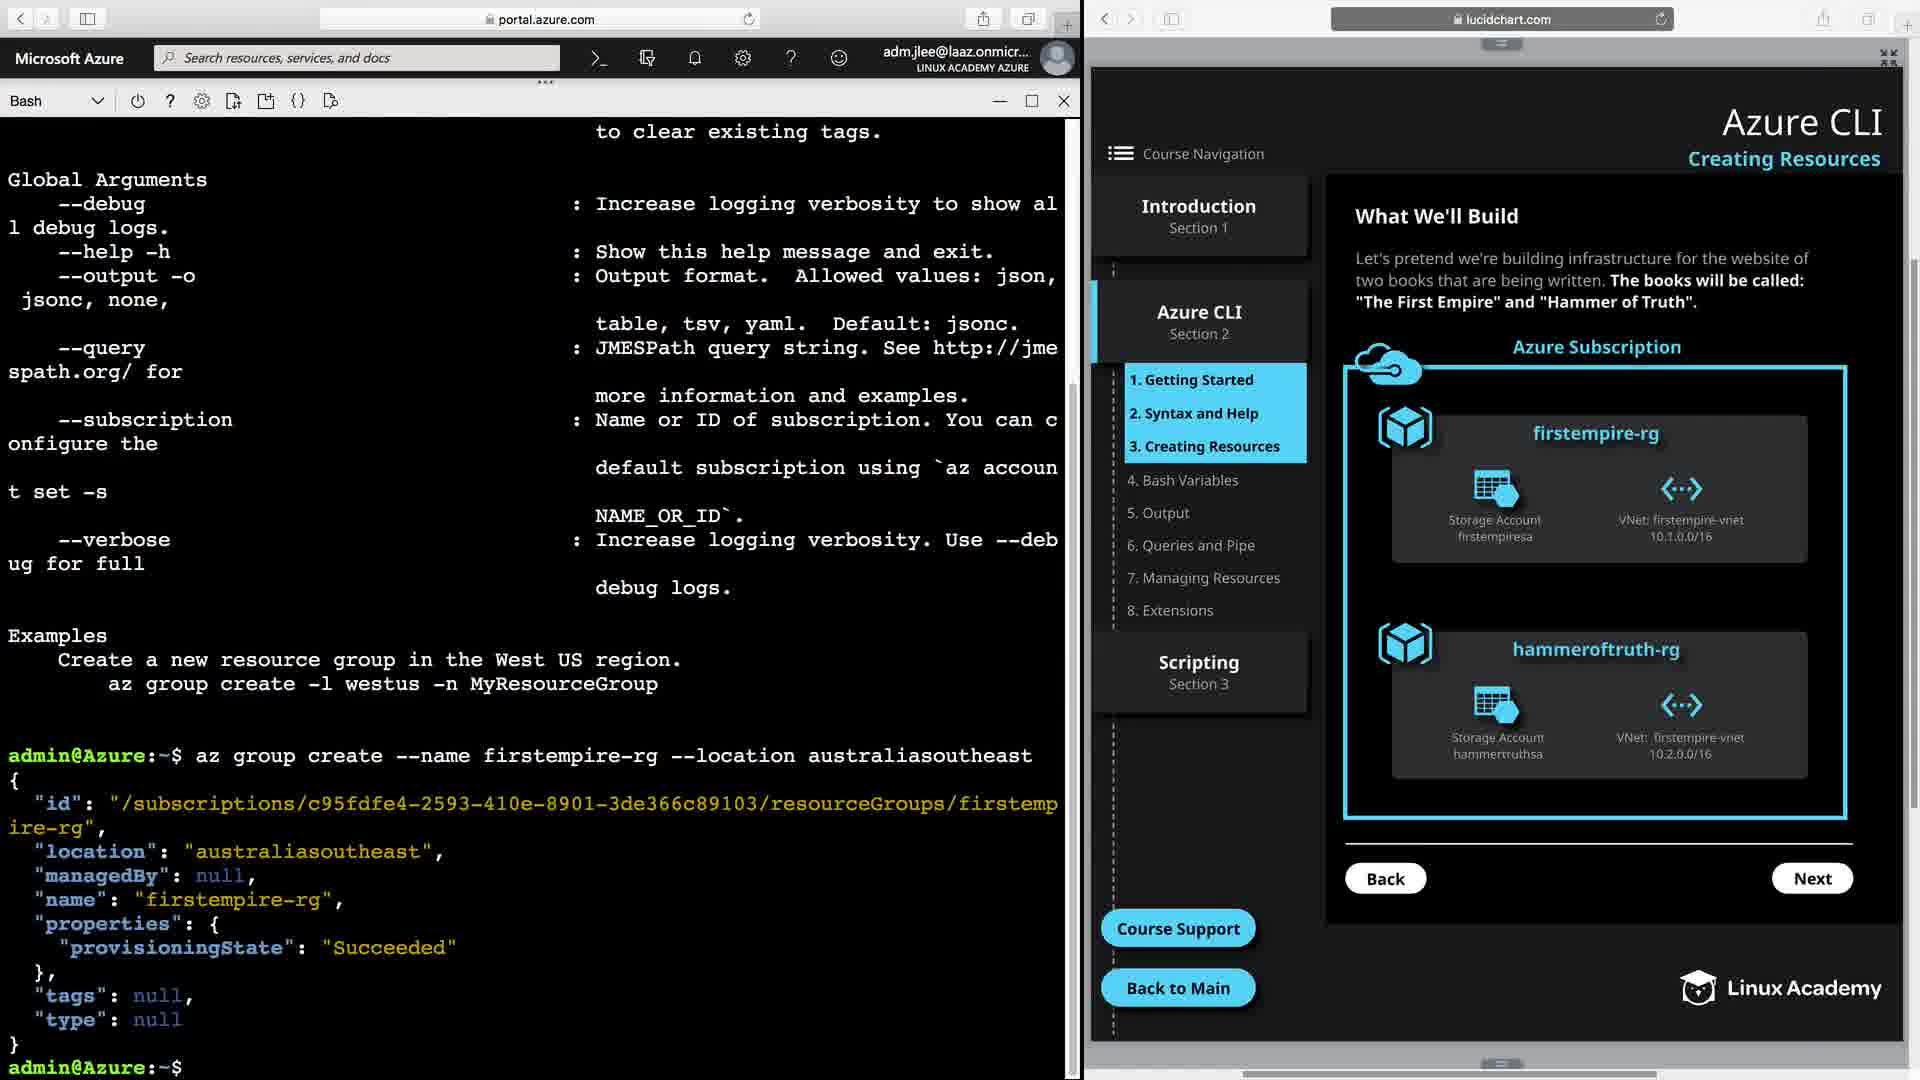 portal.azure.com
Microsoft Azure
Search resources, services, and docs
adm.jlee@laaz.onmicr...
LINUX ACADEMY AZURE
Bash
to clear existing tags.
Global Arguments
--debug : Increase logging verbosity to show al
l debug logs.
--help -h : Show this help message and exit.
--output -o : Output format.  Allowed values: json,
jsonc, none,
table, tsv, yaml.  Default: jsonc.
--query : JMESPath query string. See http://jme
spath.org/ for
more information and examples.
--subscription : Name or ID of subscription. You can c
onfigure the
default subscription using `az accoun
t set -s
NAME_OR_ID`.
--verbose : Increase logging verbosity. Use --deb
ug for full
debug logs.
Examples
Create a new resource group in the West US region.
az group create -l westus -n MyResourceGroup
admin@Azure:~$ az group create --name firstempire-rg --location australiasoutheast
{
"id": "/subscriptions/c95fdfe4-2593-410e-8901-3de366c89103/resourceGroups/firstemp
ire-rg",
"location": "australiasoutheast",
"managedBy": null,
"name": "firstempire-rg",
"properties": {
"provisioningState": "Succeeded"
},
"tags": null,
"type": null
}
admin@Azure:~$
lucidchart.com
Azure CLI
Creating Resources
Course Navigation
Introduction
Section 1
Azure CLI
Section 2
1. Getting Started
2. Syntax and Help
3. Creating Resources
4. Bash Variables
5. Output
6. Queries and Pipe
7. Managing Resources
8. Extensions
Scripting
Section 3
Course Support
Back to Main
What We'll Build
Let's pretend we're building infrastructure for the website of
two books that are being written. The books will be called:
"The First Empire" and "Hammer of Truth".
Azure Subscription
firstempire-rg
Storage Account
firstempiresa
VNet: firstempire-vnet
10.1.0.0/16
hammeroftruth-rg
Storage Account
hammertruthsa
VNet: firstempire-vnet
10.2.0.0/16
Back
Next
Linux Academy